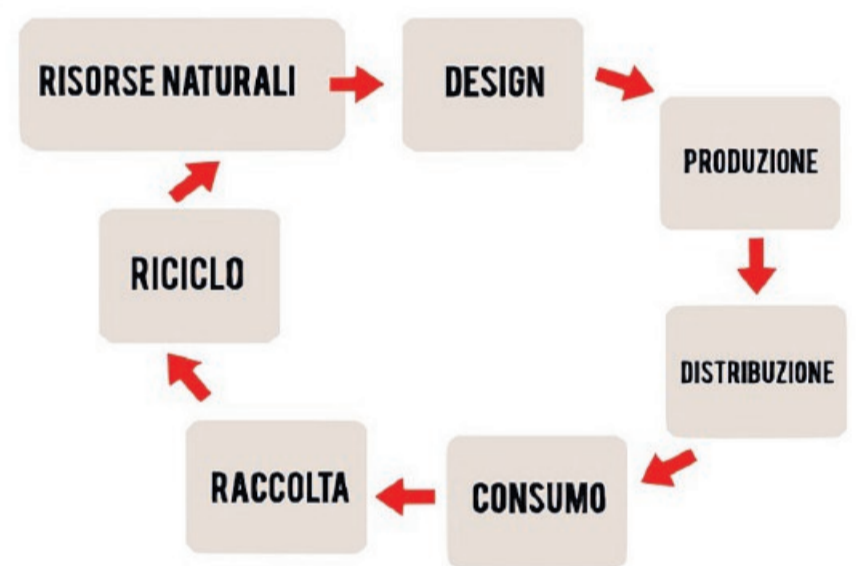 RISORSE NATURALI
DESIGN
PRODUZIONE
DISTRIBUZIONE
CONSUMO
RACCOLTA
RICICLO